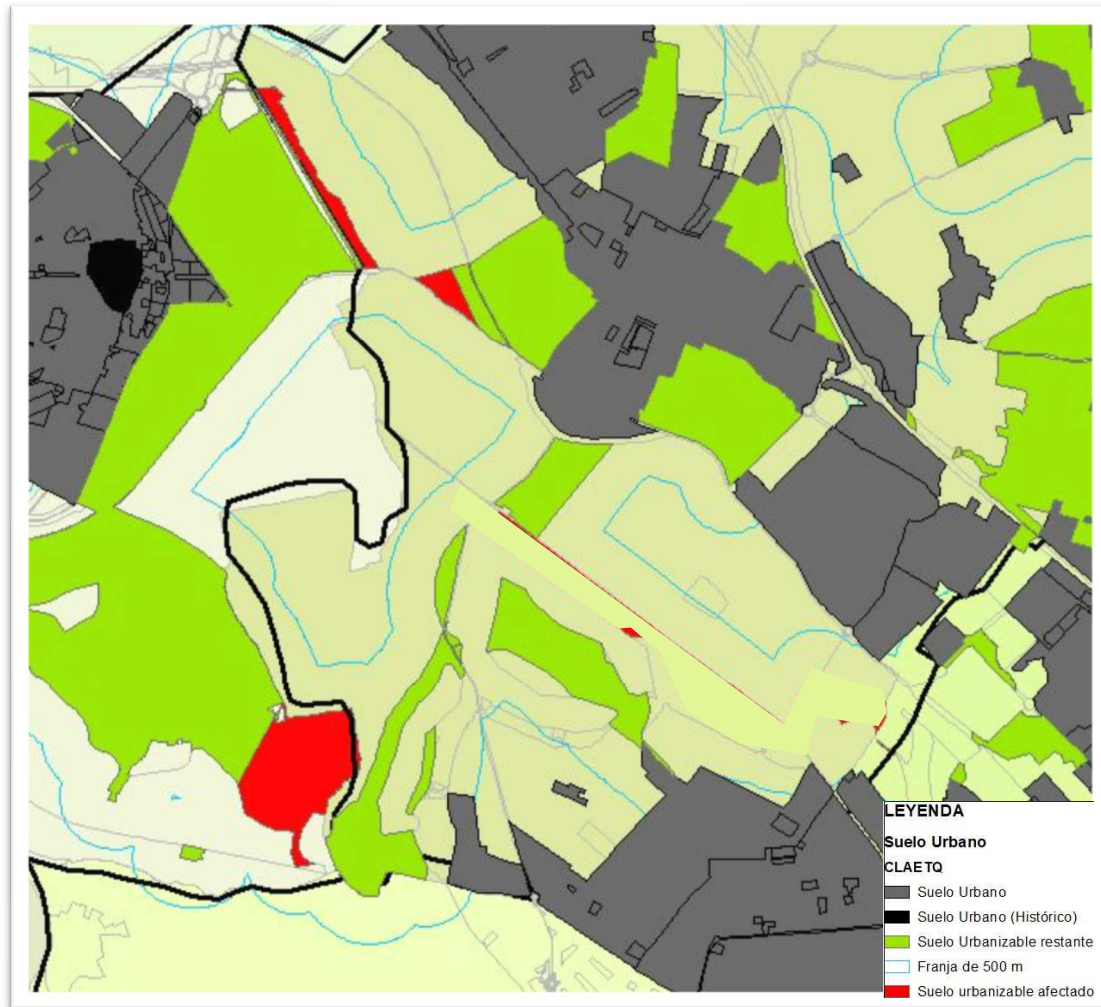 LEYENDA
Suelo Urbano
CLAETQ
Suelo Urbano
Suelo Urbano (Histórico)
Suelo Urbanizable restante
Franja de 500 m
Suelo urbanizable afectado